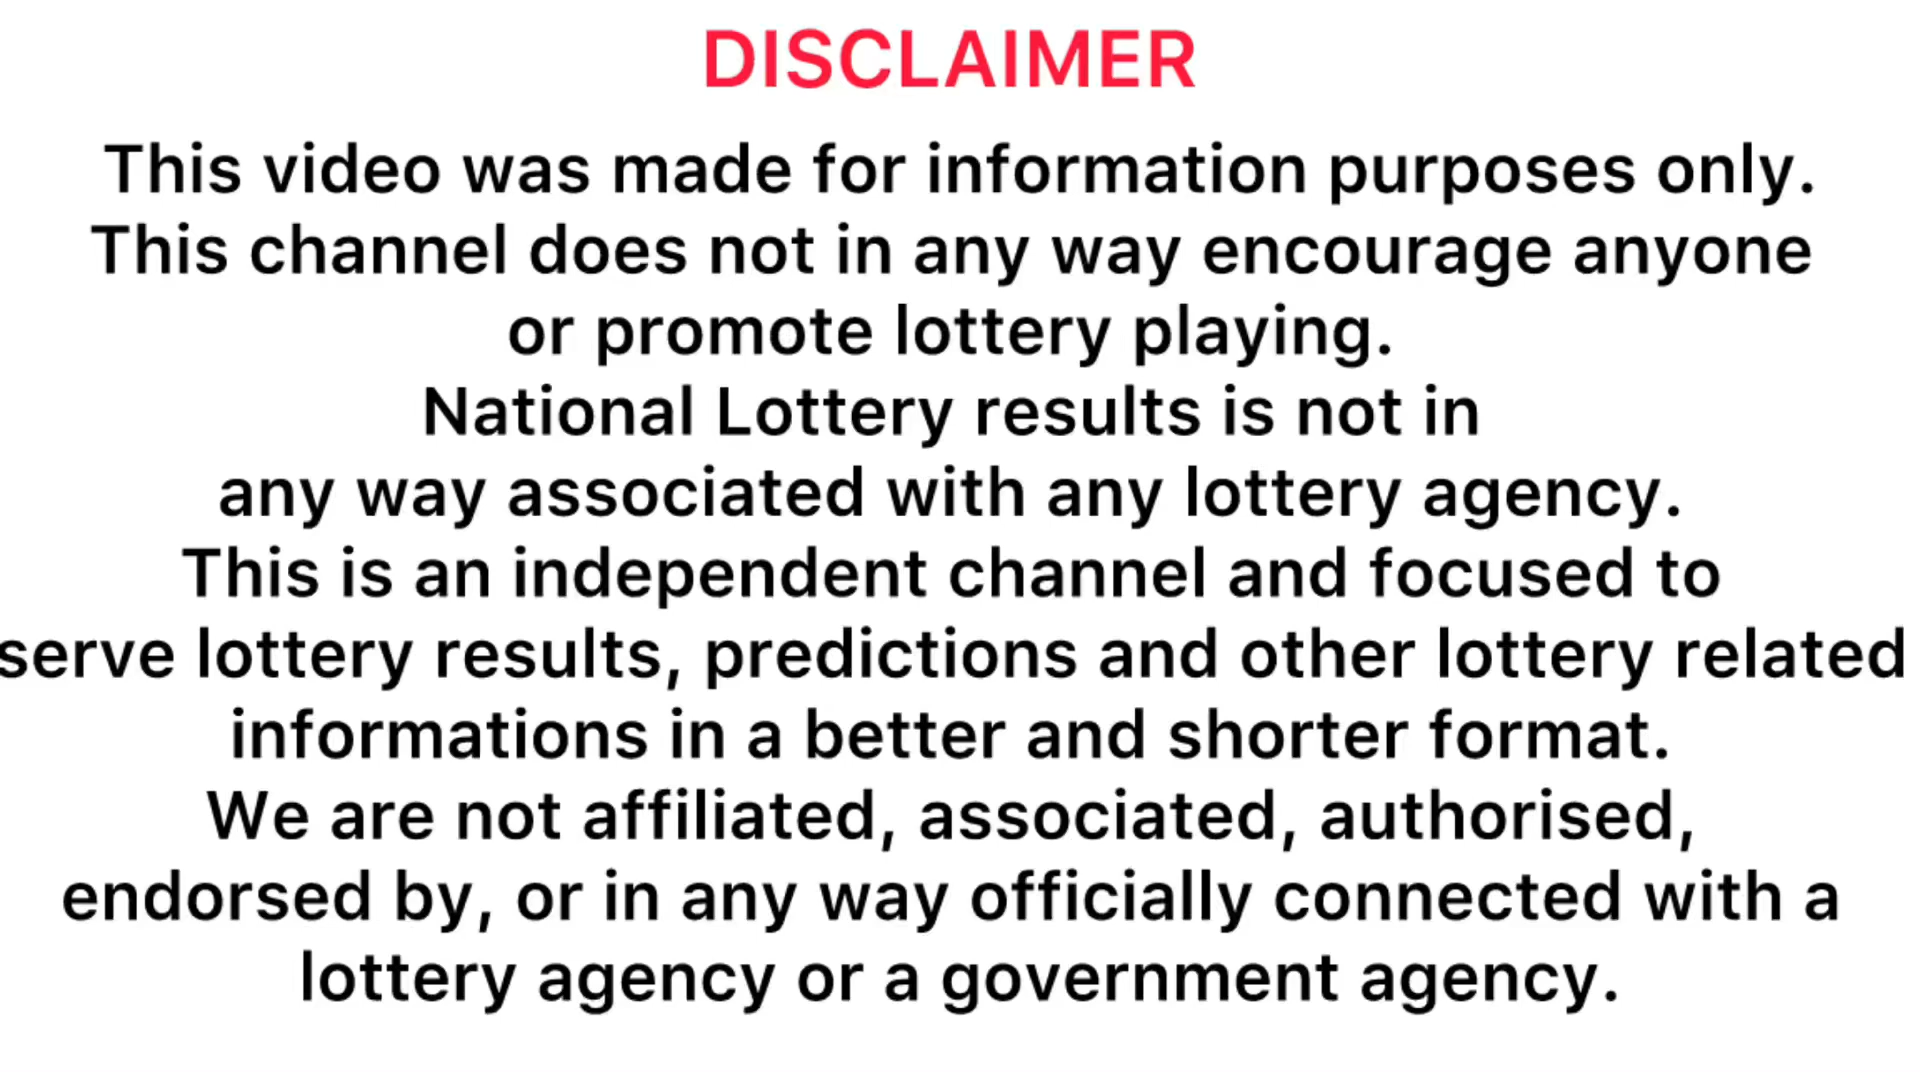 DISCLAIMER
This video was made for information purposes only.
This channel does not in any way encourage anyone
or promote lottery playing.
National Lottery results is not in
any way associated with any lottery agency.
This is an independent channel and focused to
serve lottery results, predictions and other lottery related
informations in a better and shorter format.
We are not affiliated, associated, authorised,
endorsed by, or in any way officially connected with a
lottery agency or a government agency.